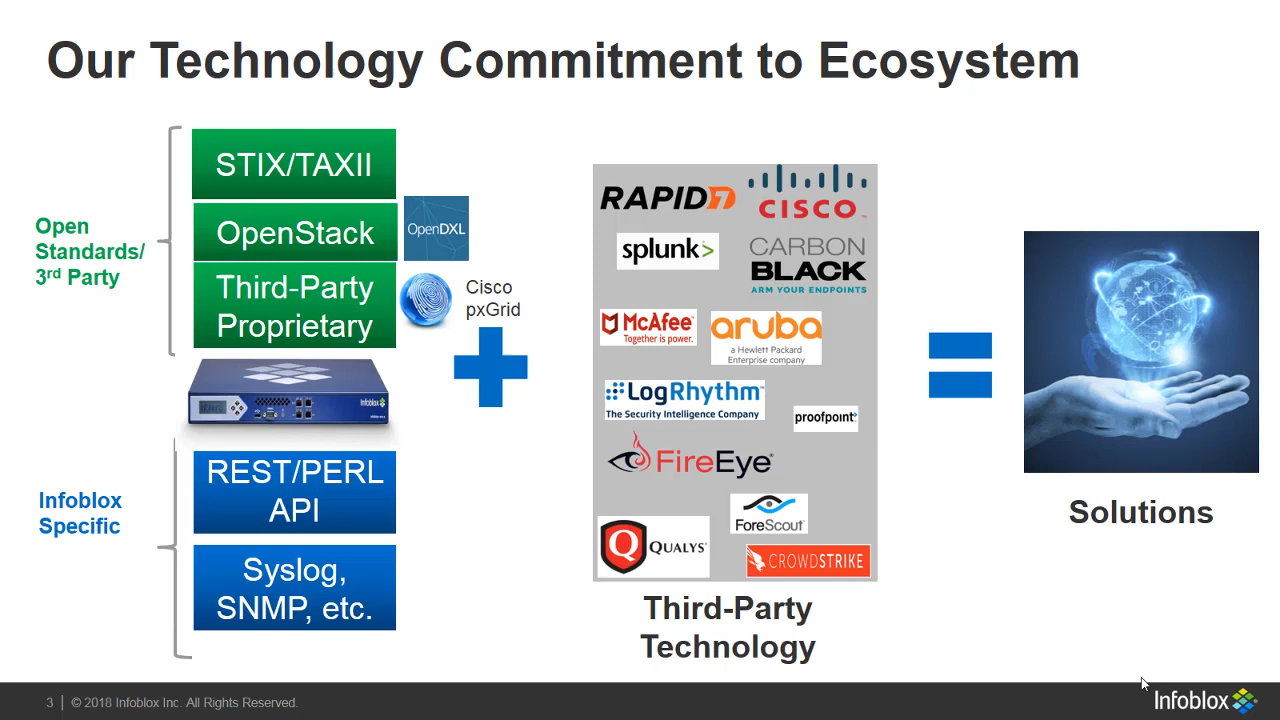 Our Technology Commitment to Ecosystem
Open
Standards/
3rd Party
STIX/TAXII
OpenStack
OpenDXL
Third-Party
Proprietary
Cisco
pxGrid
Infoblox
Infoblox
Specific
REST/PERL
API
Syslog,
SNMP, etc.
RAPID7
CISCO
splunk>
CARBON
BLACK
ARM YOUR ENDPOINTS
McAfee™
Together is power.
aruba
a Hewlett Packard
Enterprise company
LogRhythm™
The Security Intelligence Company
proofpoint
FireEye
ForeScout
QUALYS
CROWDSTRIKE
Third-Party
Technology
Solutions
3 | © 2018 Infoblox Inc. All Rights Reserved.
Infoblox